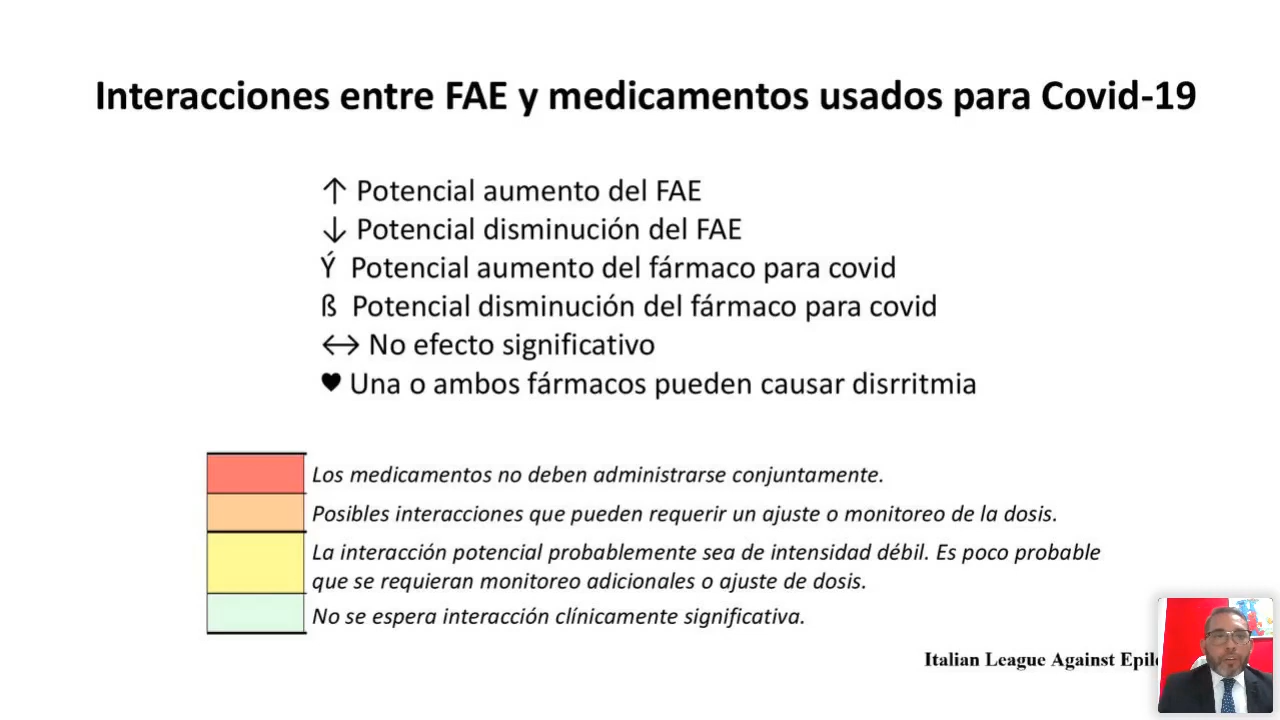 Interacciones entre FAE y medicamentos usados para Covid-19
↑ Potencial aumento del FAE
↓ Potencial disminución del FAE
Ý Potencial aumento del fármaco para covid
ß Potencial disminución del fármaco para covid
↔ No efecto significativo
♥ Una o ambos fármacos pueden causar disrritmia
Los medicamentos no deben administrarse conjuntamente.
Posibles interacciones que pueden requerir un ajuste o monitoreo de la dosis.
La interacción potencial probablemente sea de intensidad débil. Es poco probable
que se requieran monitoreo adicionales o ajuste de dosis.
No se espera interacción clínicamente significativa.
Italian League Against